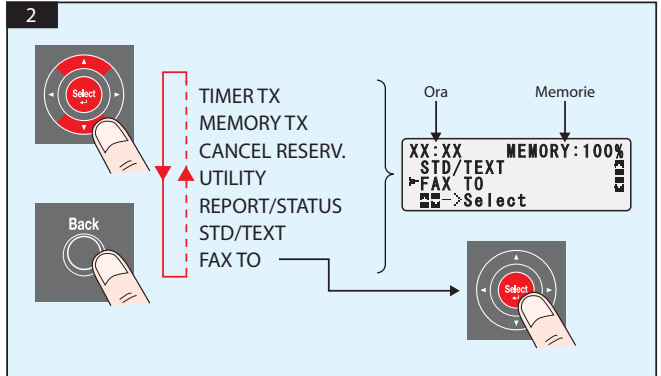 2
Select
TIMER TX
MEMORY TX
CANCEL RESERV.
UTILITY
REPORT/STATUS
STD/TEXT
FAX TO
Back
Ora
Memorie
XX:XX MEMORY:100%
STD/TEXT
FAX TO
->Select
Select